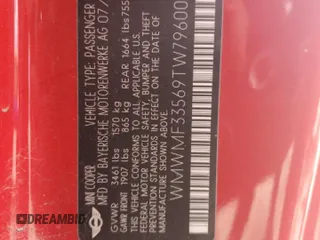 MINI COOPER
VEHICLE TYPE: PASSENGER
MFD BY BAYERISCHE MOTORENWERKE AG 07/
GVWR 3461 lbs 1570 kg
GAWR FRONT 1907 lbs 865 kg REAR 1664 lbs 755
THIS VEHICLE CONFORMS TO ALL APPLICABLE
FEDERAL MOTOR VEHICLE SAFETY, BUMPER, AND THEFT
PREVENTION STANDARDS IN EFFECT ON THE DATE OF
MANUFACTURE SHOWN ABOVE.
WMWMF33569TW79600
DREAMBID